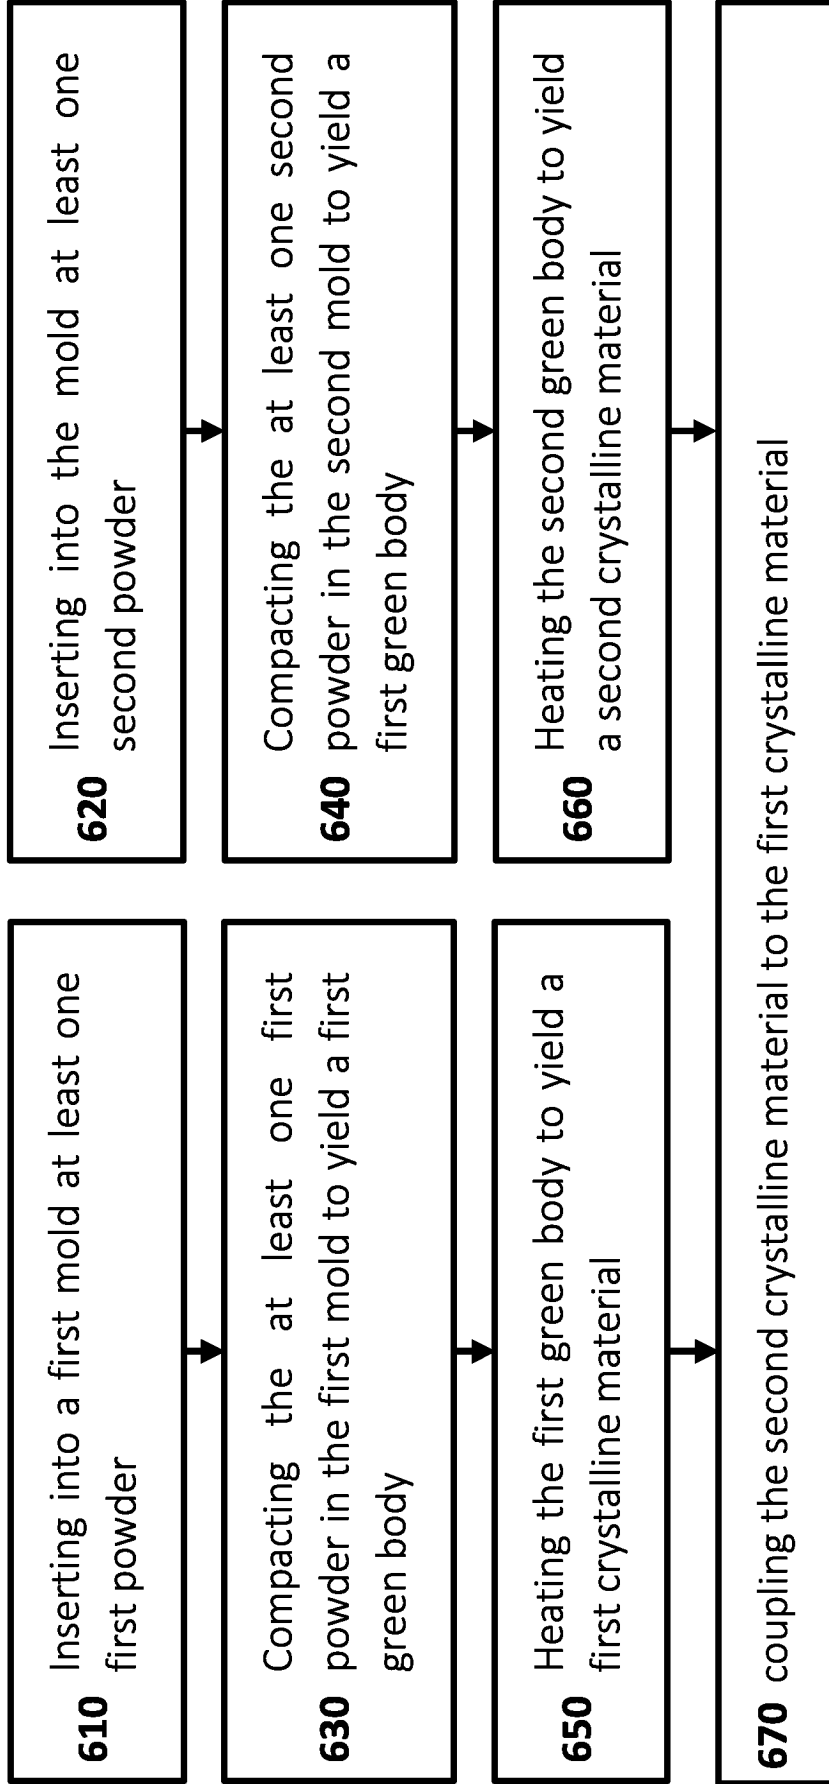 610 Inserting into a first mold at least one
first powder
620 Inserting into the mold at least one
second powder
Compacting the at least one first
630 powder in the first mold to yield a first
green body
Compacting the at least one second
640 powder in the second mold to yield a
first green body
Heating the first green body to yield a
650 first crystalline material
Heating the second green body to yield
660 a second crystalline material
670 coupling the second crystalline material to the first crystalline material